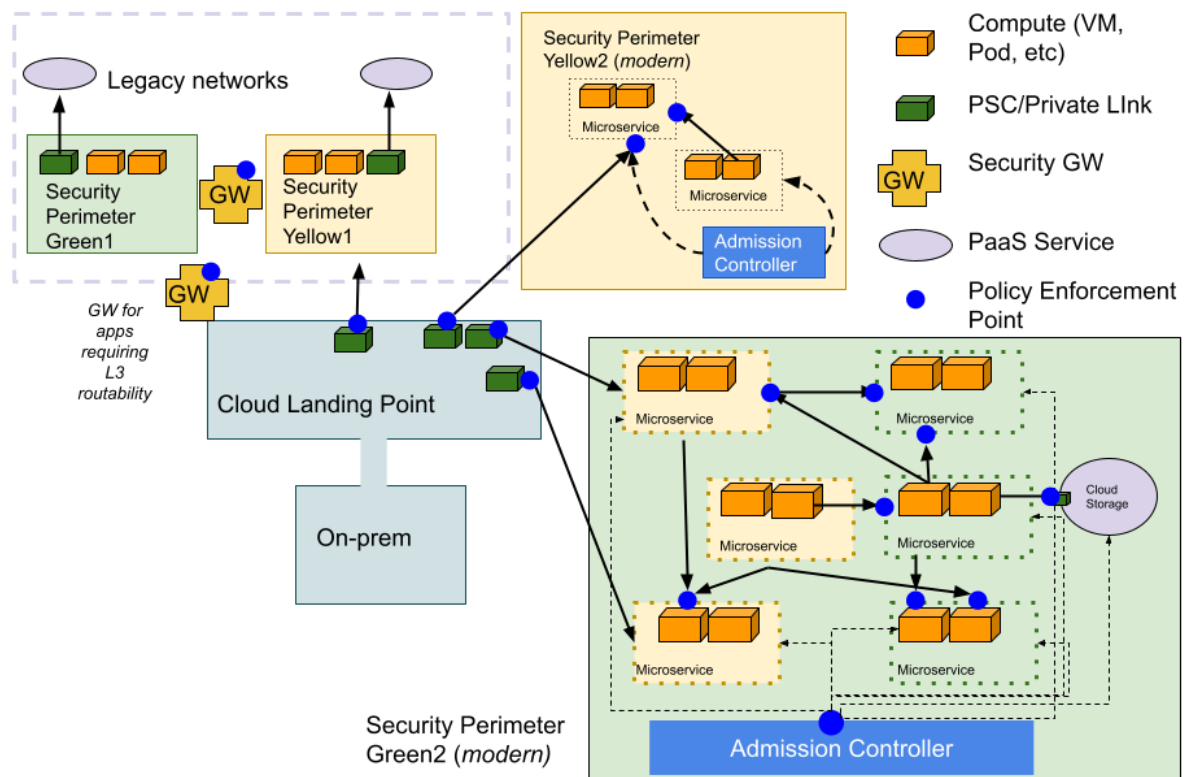 Legacy networks
Security
Perimeter
Green1
GW
Security
Perimeter
Yellow1
GW
GW for
apps
requiring
L3
routability
Security Perimeter
Yellow2 (modern)
Microservice
Microservice
Admission
Controller
Compute (VM,
Pod, etc)
PSC/Private LInk
GW
Security GW
PaaS Service
Policy Enforcement
Point
Cloud Landing Point
On-prem
Microservice
Microservice
Microservice
Microservice
Cloud
Storage
Microservice
Microservice
Security Perimeter
Green2 (modern)
Admission Controller